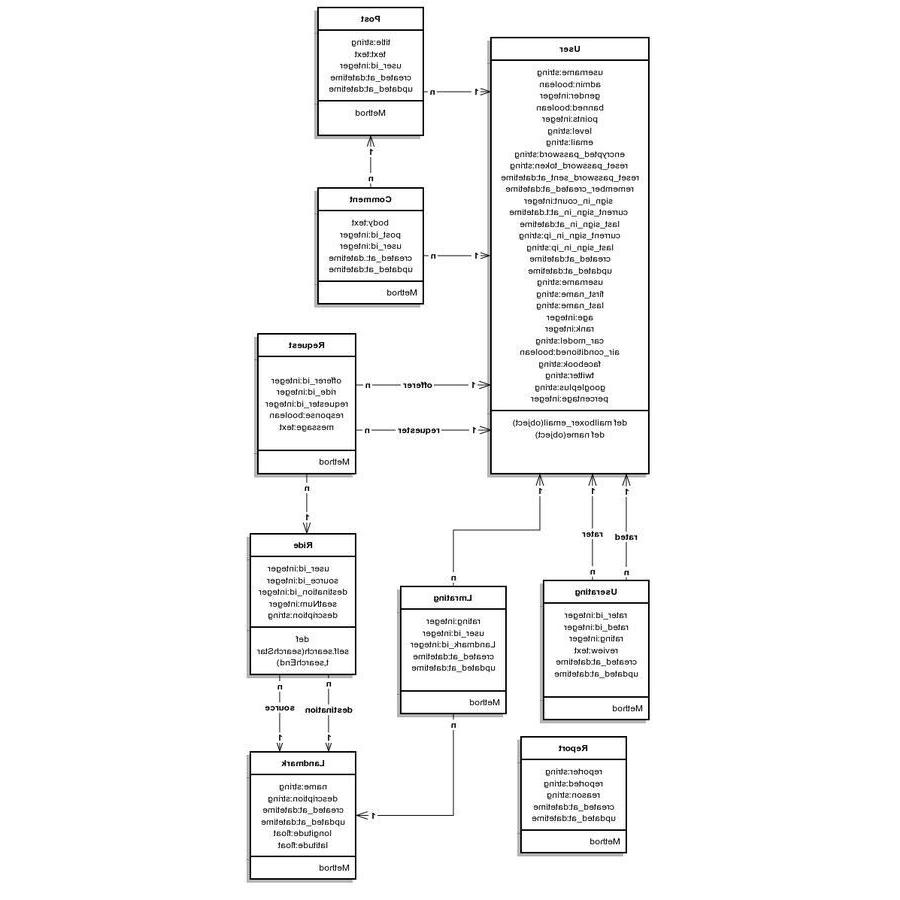 Post
title:string
text:text
user_id:integer
created_at:datetime
updated_at:datetime
Method
n
1
1
n
Comment
body:text
post_id:integer
user_id:integer
created_at:.datetime
updated_at:datetime
Method
n
1
User
username:string
admin:boolean
gender:integer
banned:boolean
points:integer
level:string
email:string
encrypted_password:string
reset_password_token:string
reset_password_sent_at:datetime
remember_created_at:datetime
sign_in_count:integer
current_sign_in_at:t.datetime
last_sign_in_at:datetime
current_sign_in_ip:string
last_sign_in_ip:string
created_at:datetime
updated_at:datetime
username:string
first_name:string
last_name:string
age:integer
rank:integer
car_model:string
air_conditioned:boolean
facebook:string
twitter:string
googleplus:string
percentage:integer
def mailboxer_email(object)
def name(object)
Request
offerer_id:integer
ride_id:integer
requester_id:integer
response:boolean
message:text
Method
n
offerer
1
n
requester
1
n
1
Ride
user_id:integer
source_id:integer
destination_id:integer
seatNum:integer
description:string
def
self.search(searchStar
t,searchEnd)
n
source
1
n
destination
1
Landmark
name:string
description:string
created_at:datetime
updated_at:datetime
longitude:float
latitude:float
Method
1
n
Lmrating
rating:integer
user_id:integer
Landmark_id:integer
created_at:datetime
updated_at:datetime
Method
n
1
1
rater
n
1
rated
n
Userating
rater_id:integer
rated_id:integer
rating:integer
review:text
created_at:datetime
updated_at:datetime
Method
Report
reporter:string
reported:string
reason:string
created_at:datetime
updated_at:datetime
Method